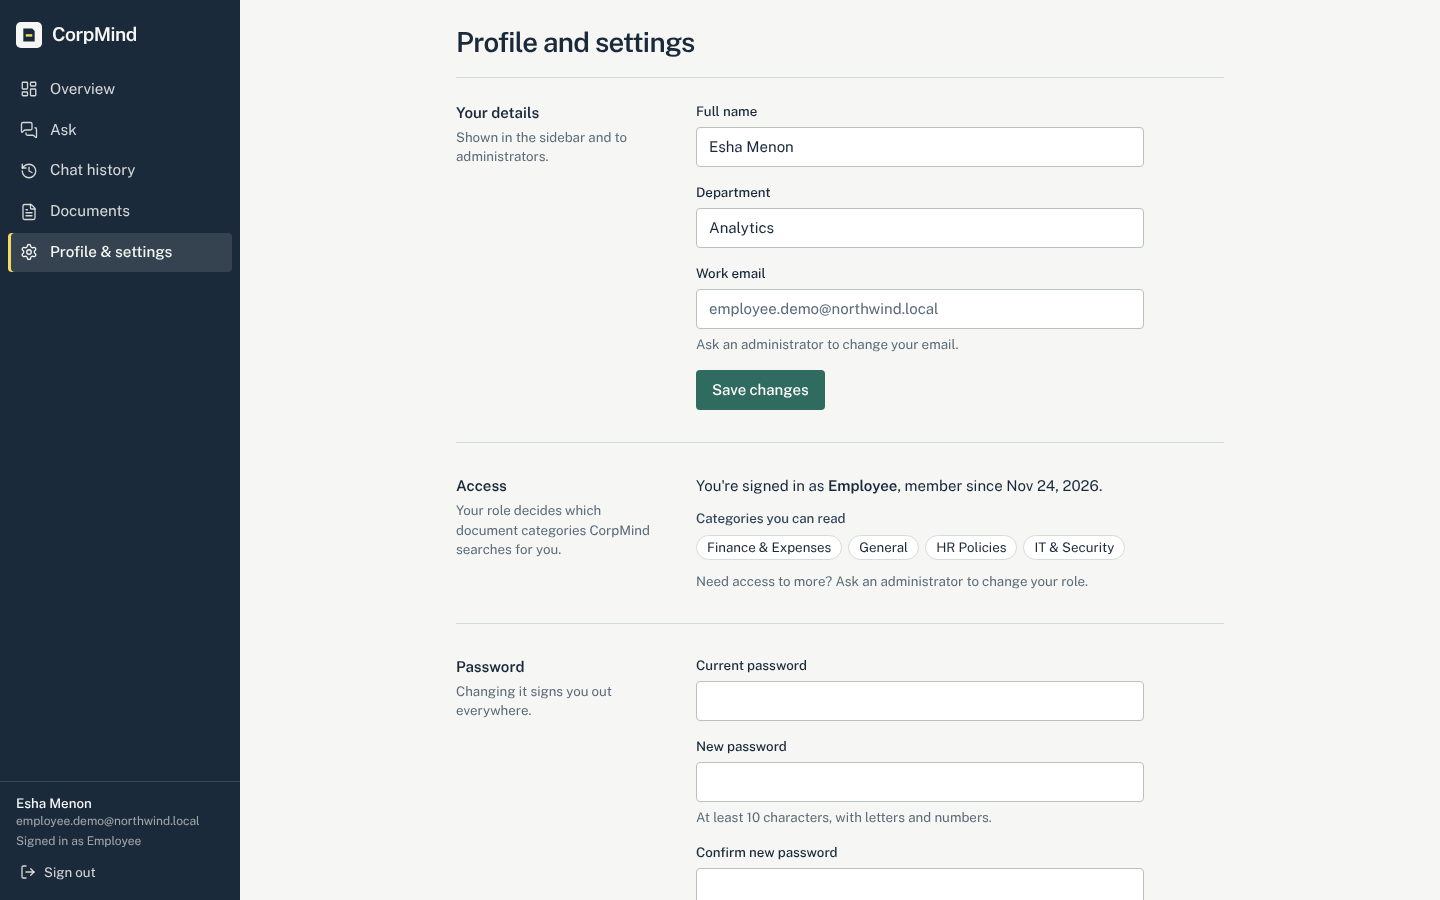 CorpMind
Overview
Ask
Chat history
Documents
Profile & settings
Esha Menon
employee.demo@northwind.local
Signed in as Employee
Sign out
Profile and settings
Your details
Shown in the sidebar and to
administrators.
Full name
Esha Menon
Department
Analytics
Work email
employee.demo@northwind.local
Ask an administrator to change your email.
Save changes
Access
Your role decides which
document categories CorpMind
searches for you.
You're signed in as Employee, member since Nov 24, 2026.
Categories you can read
Finance & Expenses
General
HR Policies
IT & Security
Need access to more? Ask an administrator to change your role.
Password
Changing it signs you out
everywhere.
Current password
New password
At least 10 characters, with letters and numbers.
Confirm new password